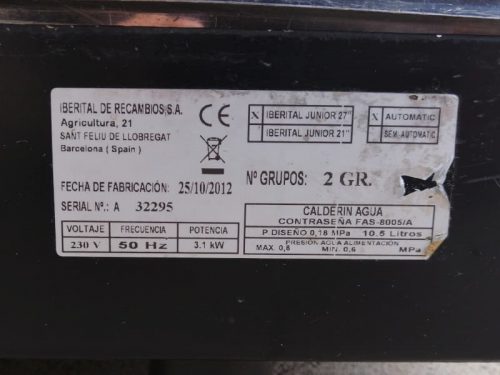 IBERITAL DE RECAMBIOS,S.A.
Agricultura, 21
SANT FELIU DE LLOBREGAT
Barcelona ( Spain )
CE
X IBERITAL JUNIOR 27"
IBERITAL JUNIOR 21"
X AUTOMATIC
SEM. AUTOMATIC
FECHA DE FABRICACIÓN: 25/10/2012
SERIAL Nº.: A 32295
Nº GRUPOS: 2 GR.
VOLTAJE FRECUENCIA POTENCIA
230 V 50 Hz 3.1 kW
CALDERIN AGUA
CONTRASEÑA FAS-8005/A
P DISEÑO 0,18 MPa 10.5 Litros
PRESIÓN AGUA ALIMENTACIÓN
MAX. 0,8 MIN. 0,6 MPa